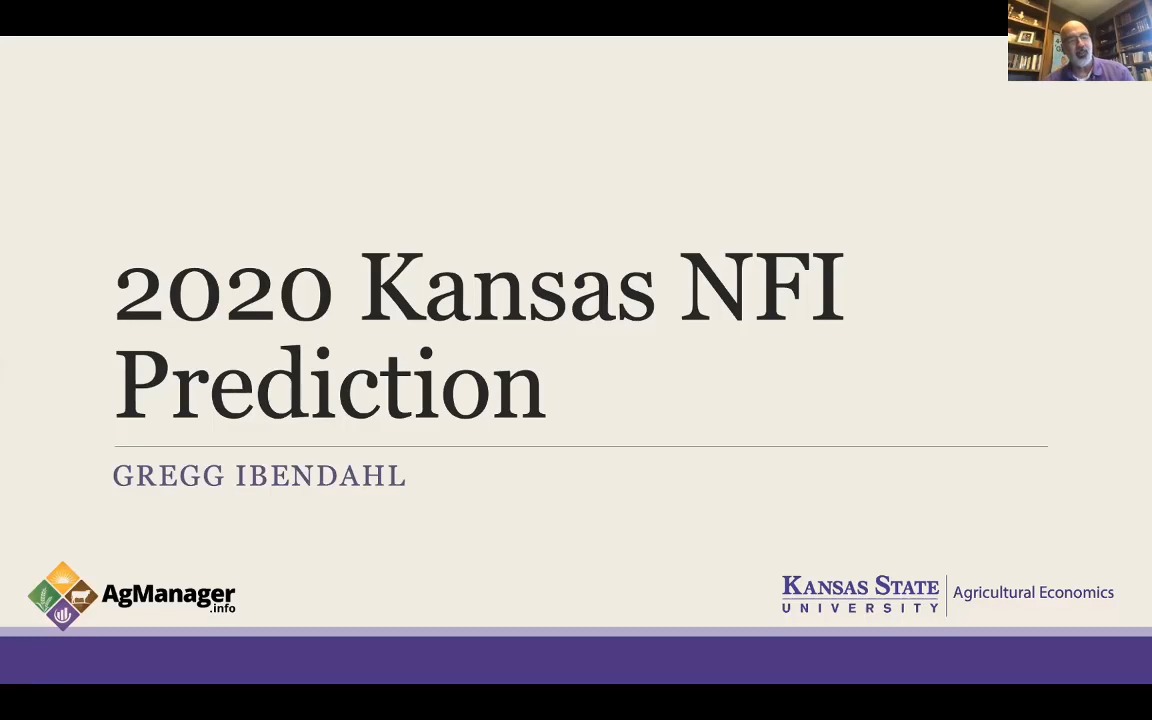 2020 Kansas NFI
Prediction
GREGG IBENDAHL
AgManager
.info
KANSAS STATE
UNIVERSITY
Agricultural Economics